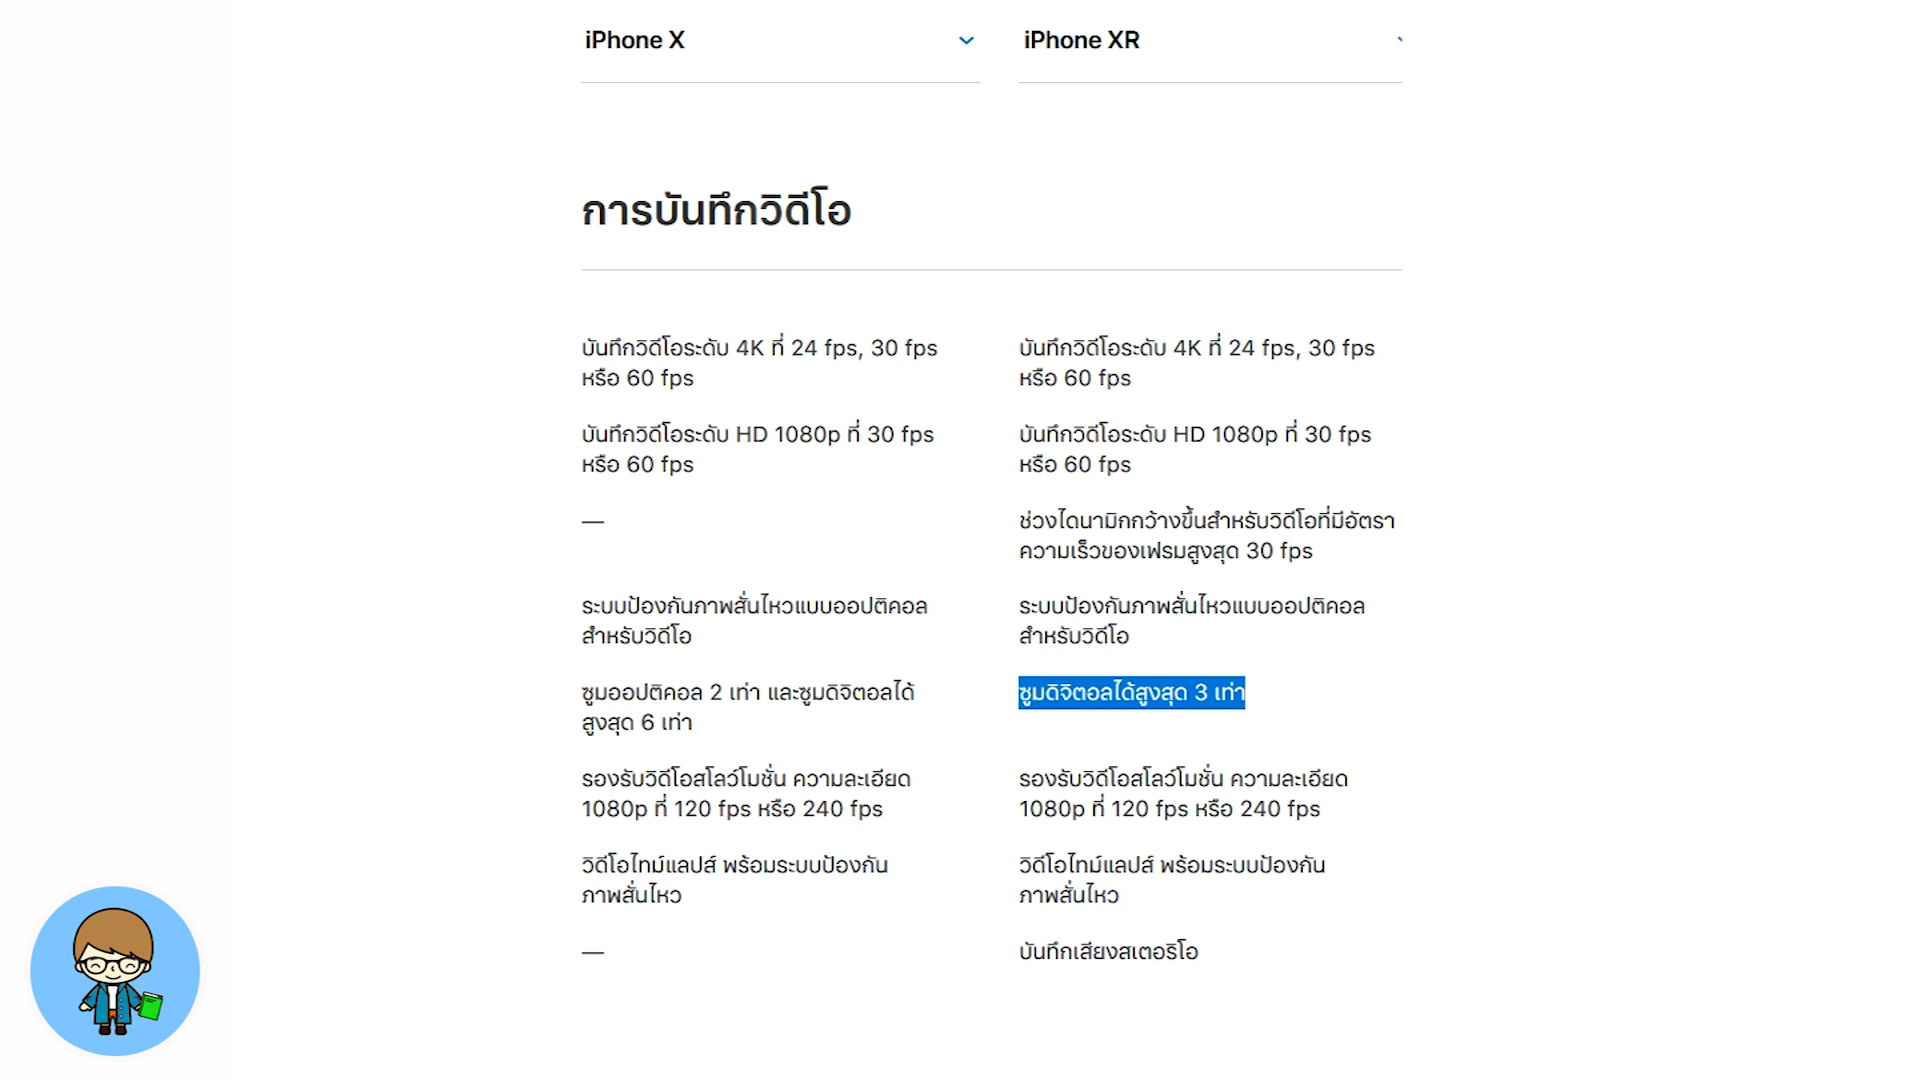 iPhone X
iPhone XR
การบันทึกวิดีโอ
บันทึกวิดีโอระดับ 4K ที่ 24 fps, 30 fps
หรือ 60 fps
บันทึกวิดีโอระดับ 4K ที่ 24 fps, 30 fps
หรือ 60 fps
บันทึกวิดีโอระดับ HD 1080p ที่ 30 fps
หรือ 60 fps
บันทึกวิดีโอระดับ HD 1080p ที่ 30 fps
หรือ 60 fps
—
ช่วงไดนามิกกว้างขึ้นสำหรับวิดีโอที่มีอัตรา
ความเร็วของเฟรมสูงสุด 30 fps
ระบบป้องกันภาพสั่นไหวแบบออปติคอล
สำหรับวิดีโอ
ระบบป้องกันภาพสั่นไหวแบบออปติคอล
สำหรับวิดีโอ
ซูมออปติคอล 2 เท่า และซูมดิจิตอลได้
สูงสุด 6 เท่า
ซูมดิจิตอลได้สูงสุด 3 เท่า
รองรับวิดีโอสโลว์โมชั่น ความละเอียด
1080p ที่ 120 fps หรือ 240 fps
รองรับวิดีโอสโลว์โมชั่น ความละเอียด
1080p ที่ 120 fps หรือ 240 fps
วิดีโอไทม์แลปส์ พร้อมระบบป้องกัน
ภาพสั่นไหว
วิดีโอไทม์แลปส์ พร้อมระบบป้องกัน
ภาพสั่นไหว
—
บันทึกเสียงสเตอริโอ